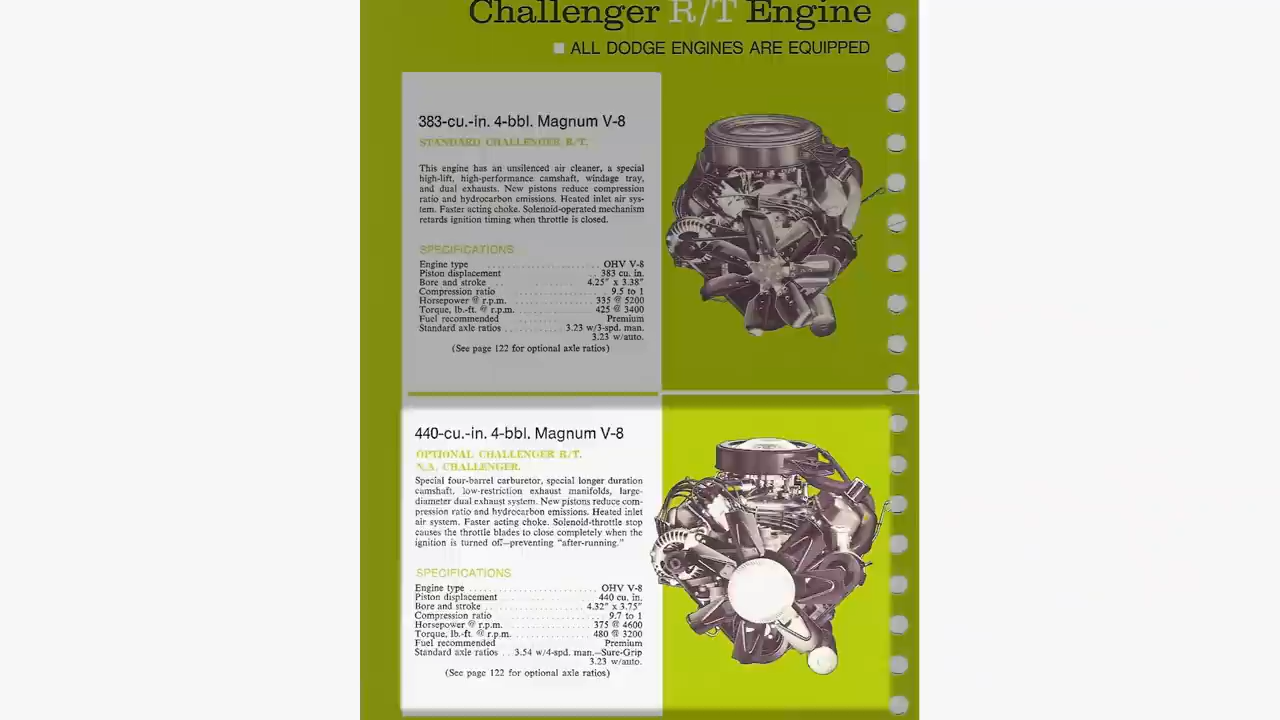 Challenger R/T Engine
ALL DODGE ENGINES ARE EQUIPPED
383-cu.-in. 4-bbl. Magnum V-8
STANDARD CHALLENGER R/T.
This engine has an unsilenced air cleaner, a special
high-lift, high-performance camshaft, windage tray,
and dual exhausts. New pistons reduce compression
ratio and hydrocarbon emissions. Heated inlet air sys-
tem. Faster acting choke. Solenoid-operated mechanism
retards ignition timing when throttle is closed.
SPECIFICATIONS
Engine type . . . . . . . . . . . . . . . . . . . . OHV V-8
Piston displacement . . . . . . . . . . . . . . 383 cu. in.
Bore and stroke . . . . . . . . . . . . . . 4.25" x 3.38"
Compression ratio . . . . . . . . . . . . . . . . 9.5 to 1
Horsepower @ r.p.m. . . . . . . . . . . . . . 335 @ 5200
Torque, lb.-ft. @ r.p.m. . . . . . . . . . . . 425 @ 3400
Fuel recommended . . . . . . . . . . . . . . . Premium
Standard axle ratios . . . . . . . . 3.23 w/3-spd. man.
3.23 w/auto.
(See page 122 for optional axle ratios)
440-cu.-in. 4-bbl. Magnum V-8
OPTIONAL CHALLENGER R/T.
N.A. CHALLENGER.
Special four-barrel carburetor, special longer duration
camshaft, low-restriction exhaust manifolds, large-
diameter dual exhaust system. New pistons reduce com-
pression ratio and hydrocarbon emissions. Heated inlet
air system. Faster acting choke. Solenoid-throttle stop
causes the throttle blades to close completely when the
ignition is turned off—preventing "after-running."
SPECIFICATIONS
Engine type . . . . . . . . . . . . . . . . . . . . OHV V-8
Piston displacement . . . . . . . . . . . . . . 440 cu. in.
Bore and stroke . . . . . . . . . . . . . . 4.32" x 3.75"
Compression ratio . . . . . . . . . . . . . . . . 9.7 to 1
Horsepower @ r.p.m. . . . . . . . . . . . . . 375 @ 4600
Torque, lb.-ft. @ r.p.m. . . . . . . . . . . . 480 @ 3200
Fuel recommended . . . . . . . . . . . . . . . Premium
Standard axle ratios . . 3.54 w/4-spd. man.—Sure-Grip
3.23 w/auto.
(See page 122 for optional axle ratios)